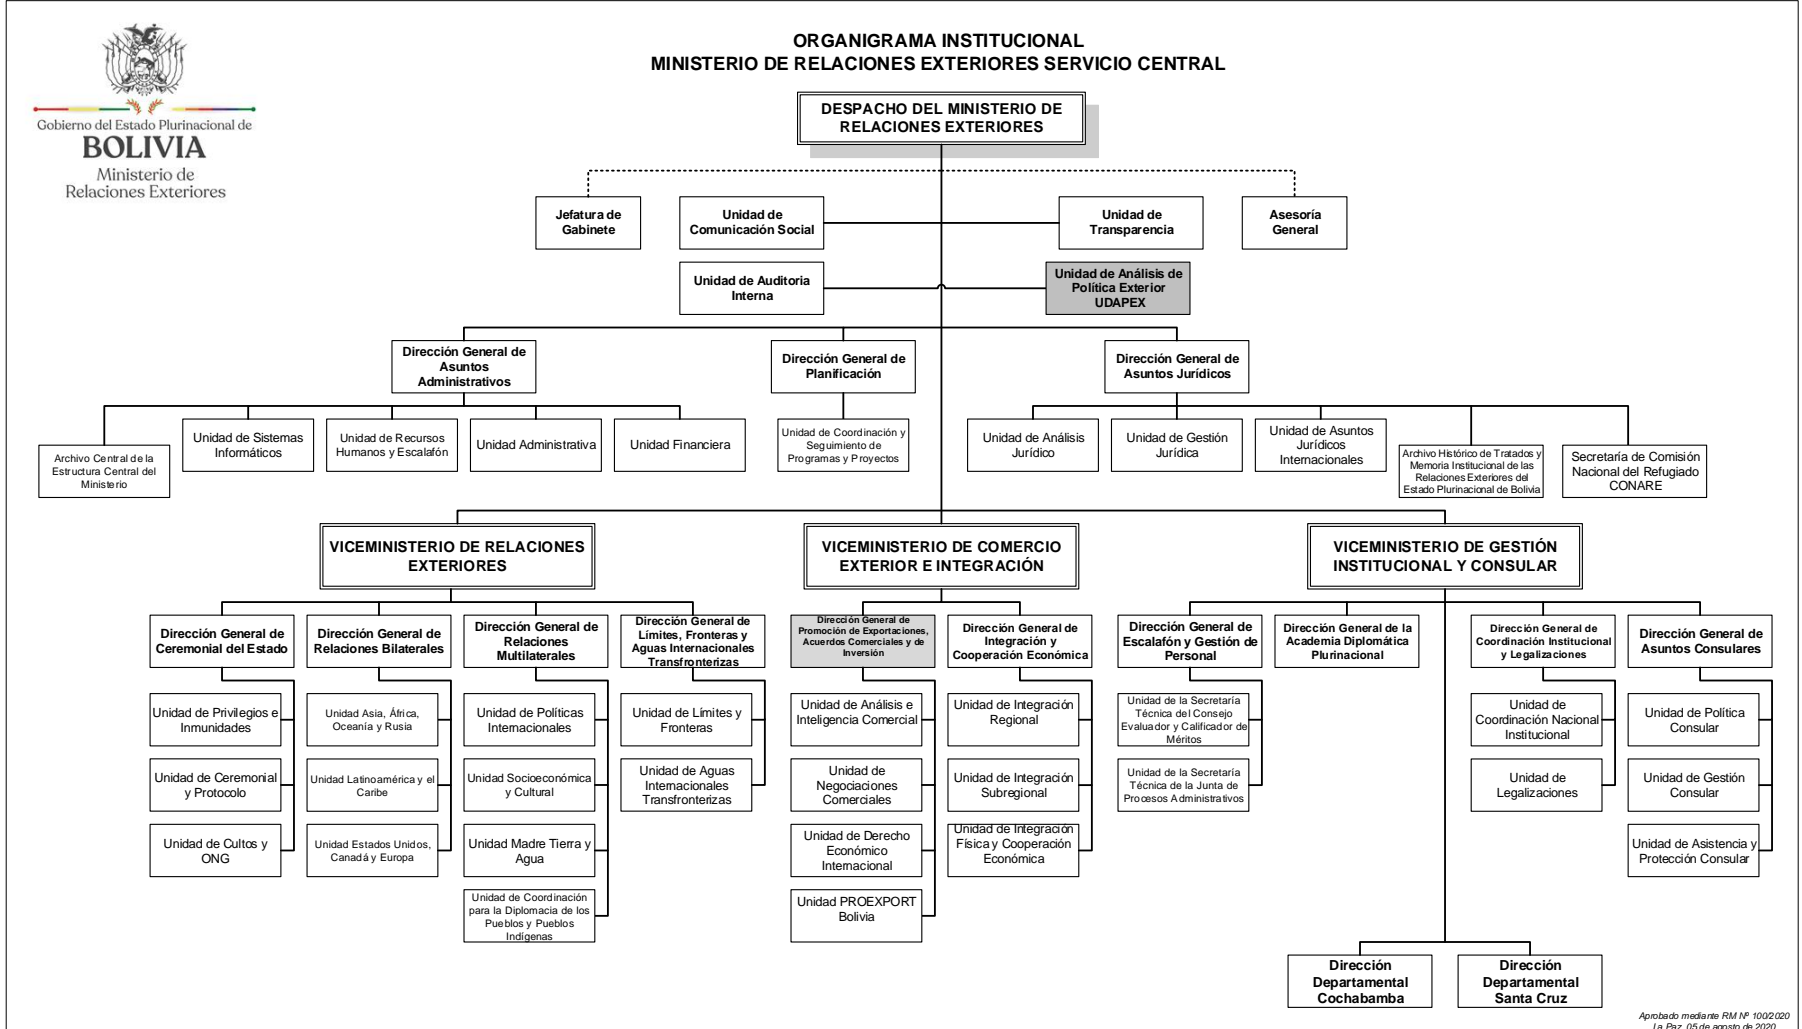 ORGANIGRAMA INSTITUCIONAL
MINISTERIO DE RELACIONES EXTERIORES SERVICIO CENTRAL
Gobierno del Estado Plurinacional de
BOLIVIA
Ministerio de
Relaciones Exteriores
DESPACHO DEL MINISTERIO DE
RELACIONES EXTERIORES
Jefatura de
Gabinete
Unidad de
Comunicación Social
Unidad de
Transparencia
Asesoría
General
Unidad de Auditoria
Interna
Unidad de Análisis de
Política Exterior
UDAPEX
Dirección General de
Asuntos
Administrativos
Dirección General de
Planificación
Dirección General de
Asuntos Jurídicos
Archivo Central de la
Estructura Central del
Ministerio
Unidad de Sistemas
Informáticos
Unidad de Recursos
Humanos y Escalafón
Unidad Administrativa
Unidad Financiera
Unidad de Coordinación y
Seguimiento de
Programas y Proyectos
Unidad de Análisis
Jurídico
Unidad de Gestión
Jurídica
Unidad de Asuntos
Jurídicos
Internacionales
Archivo Histórico de Tratados y
Memoria Institucional de las
Relaciones Exteriores del
Estado Plurinacional de Bolivia
Secretaría de Comisión
Nacional del Refugiado
CONARE
VICEMINISTERIO DE RELACIONES
EXTERIORES
VICEMINISTERIO DE COMERCIO
EXTERIOR E INTEGRACIÓN
VICEMINISTERIO DE GESTIÓN
INSTITUCIONAL Y CONSULAR
Dirección General de
Ceremonial del Estado
Unidad de Privilegios e
Inmunidades
Unidad de Ceremonial
y Protocolo
Unidad de Cultos y
ONG
Dirección General de
Relaciones Bilaterales
Unidad Asia, África,
Oceanía y Rusia
Unidad Latinoamérica y el
Caribe
Unidad Estados Unidos,
Canadá y Europa
Dirección General de
Relaciones
Multilaterales
Unidad de Políticas
Internacionales
Unidad Socioeconómica
y Cultural
Unidad Madre Tierra y
Agua
Unidad de Coordinación
para la Diplomacia de los
Pueblos y Pueblos
Indígenas
Dirección General de
Límites, Fronteras y
Aguas Internacionales
Transfronterizas
Unidad de Límites y
Fronteras
Unidad de Aguas
Internacionales
Transfronterizas
Dirección General de
Promoción de Exportaciones,
Acuerdos Comerciales y de
Inversión
Unidad de Análisis e
Inteligencia Comercial
Unidad de
Negociaciones
Comerciales
Unidad de Derecho
Económico
Internacional
Unidad PROEXPORT
Bolivia
Dirección General de
Integración y
Cooperación Económica
Unidad de Integración
Regional
Unidad de Integración
Subregional
Unidad de Integración
Física y Cooperación
Económica
Dirección General de
Escalafón y Gestión de
Personal
Unidad de la Secretaría
Técnica del Consejo
Evaluador y Calificador de
Méritos
Unidad de la Secretaría
Técnica de la Junta de
Procesos Administrativos
Dirección General de la
Academia Diplomática
Plurinacional
Dirección General de
Coordinación Institucional
y Legalizaciones
Unidad de
Coordinación Nacional
Institucional
Unidad de
Legalizaciones
Dirección General de
Asuntos Consulares
Unidad de Política
Consular
Unidad de Gestión
Consular
Unidad de Asistencia y
Protección Consular
Dirección
Departamental
Cochabamba
Dirección
Departamental
Santa Cruz
Aprobado mediante RM Nº 100/2020
La Paz, 05 de agosto de 2020